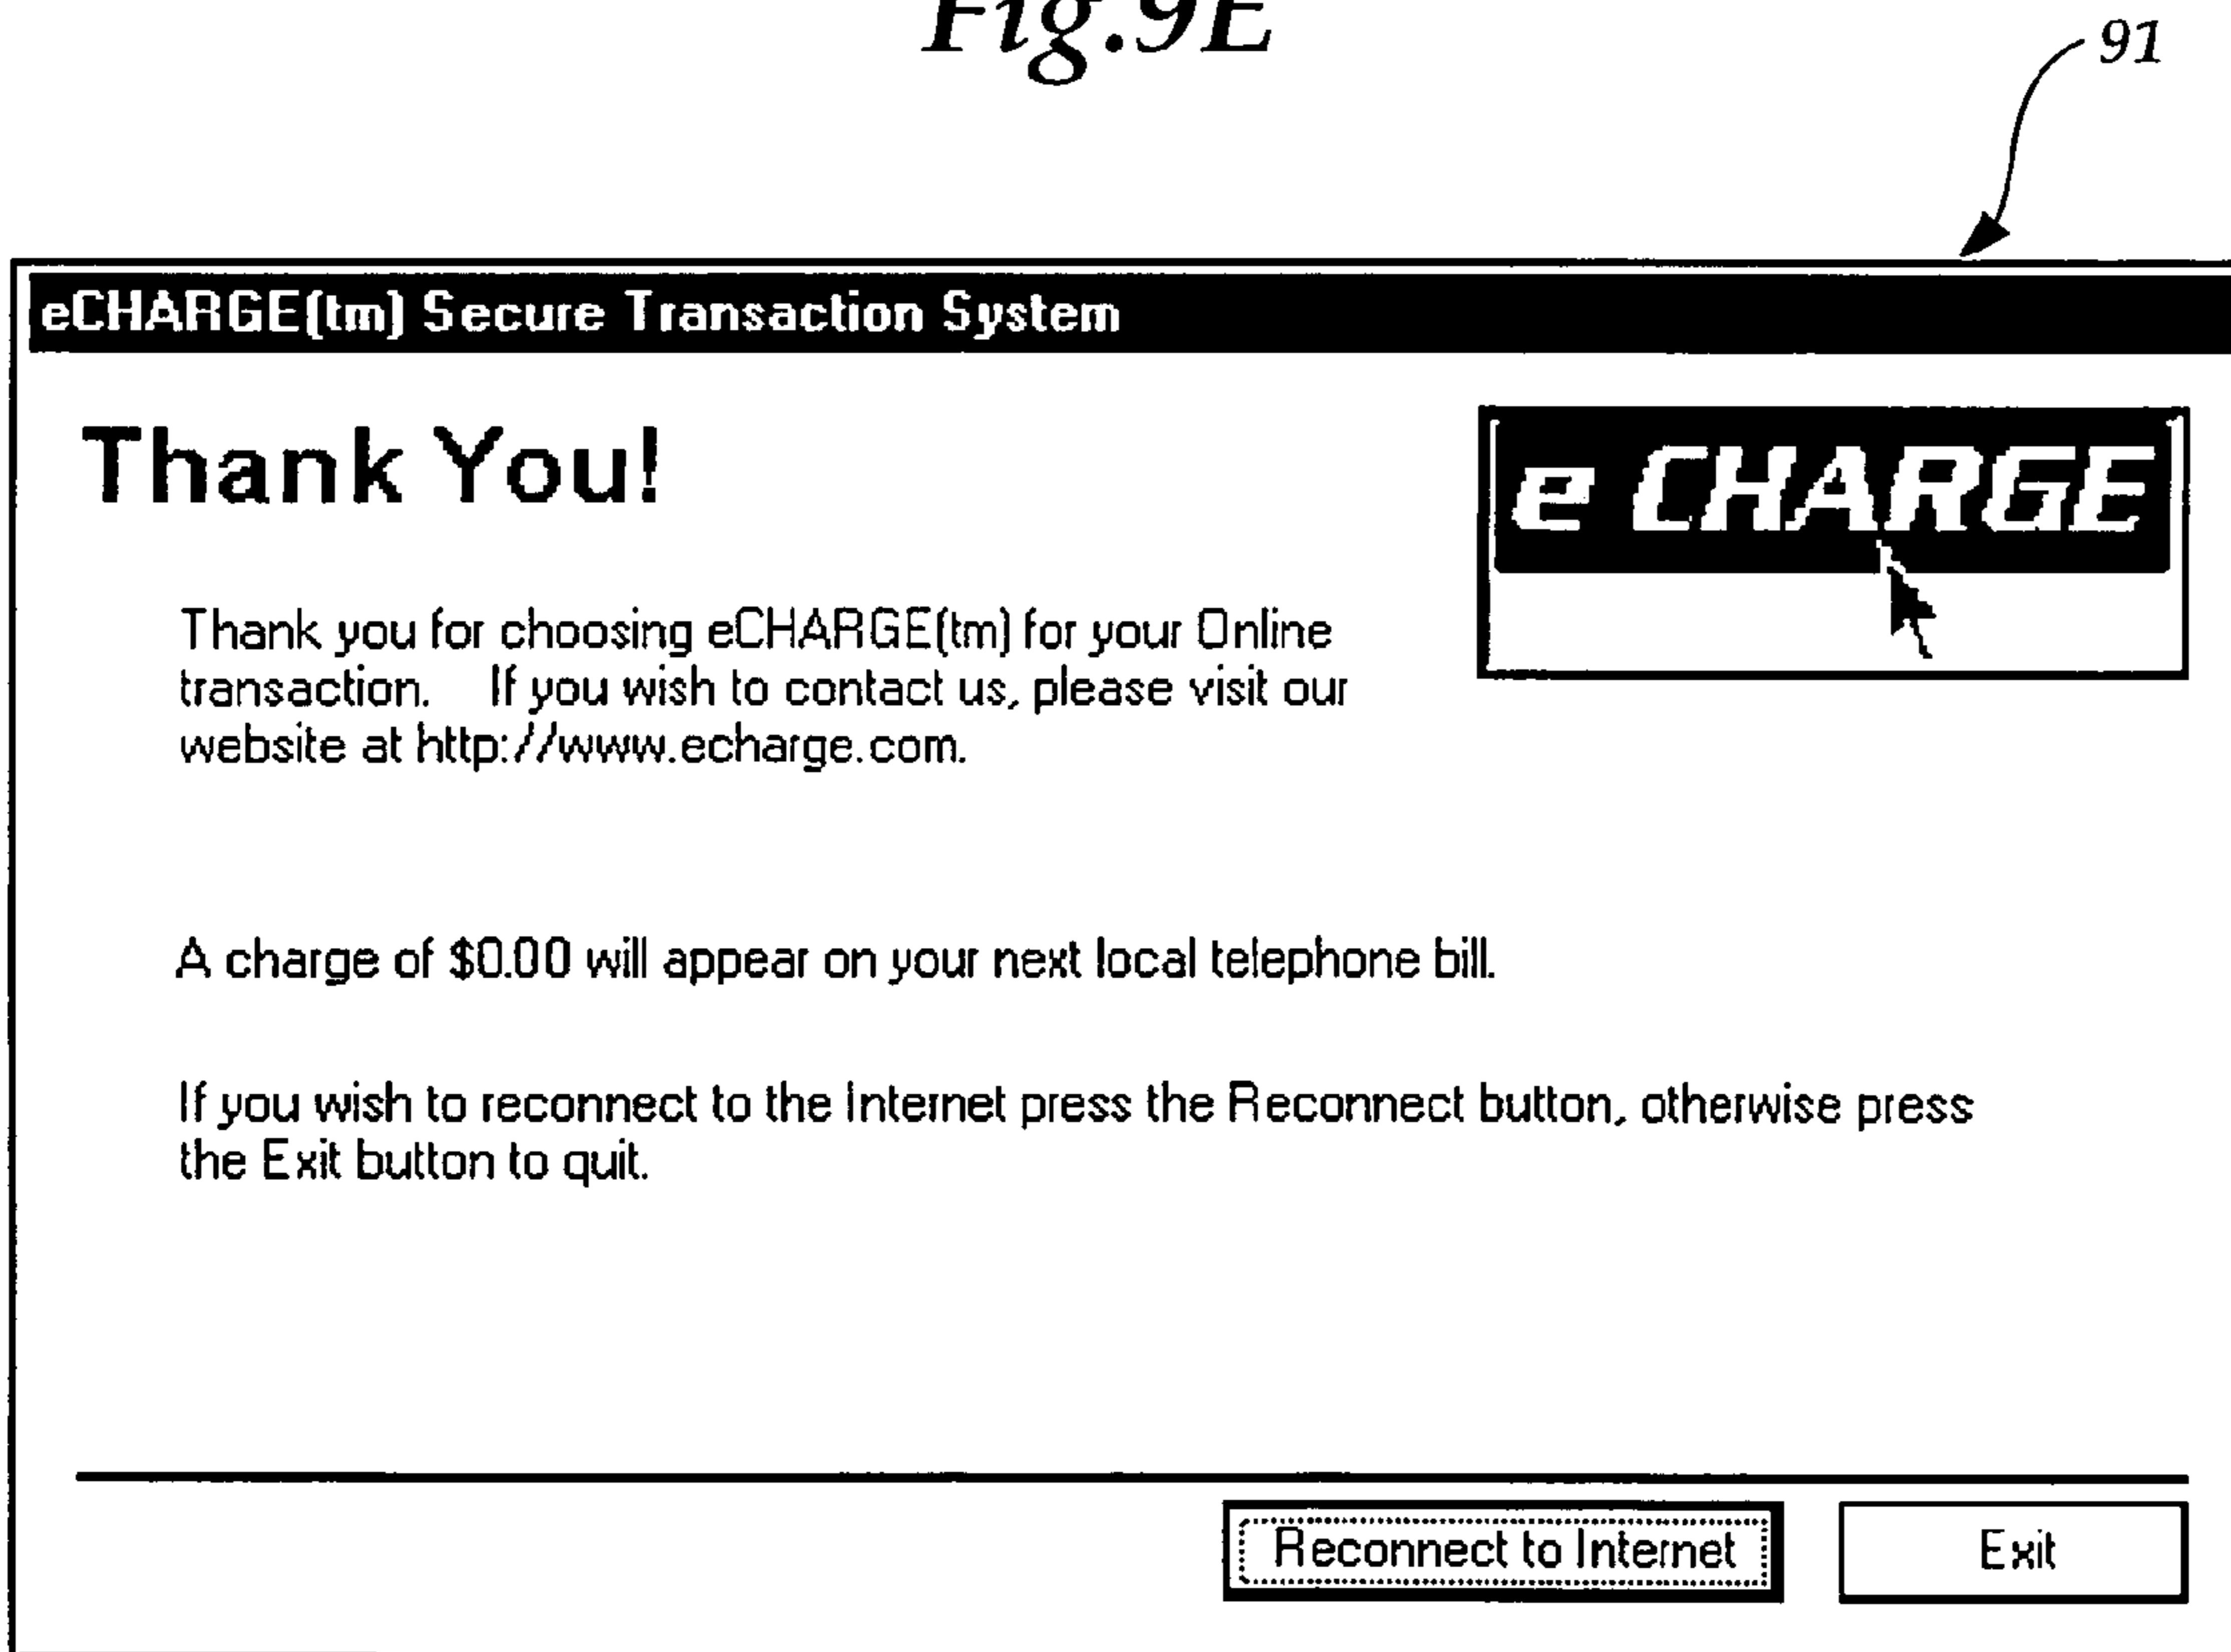 Fig.9E
91
eCHARGE(tm) Secure Transaction System
Thank You!
e CHARGE
Thank you for choosing eCHARGE(tm) for your Online
transaction. If you wish to contact us, please visit our
website at http://www.echarge.com.
A charge of $0.00 will appear on your next local telephone bill.
If you wish to reconnect to the Internet press the Reconnect button, otherwise press
the Exit button to quit.
Reconnect to Internet
Exit